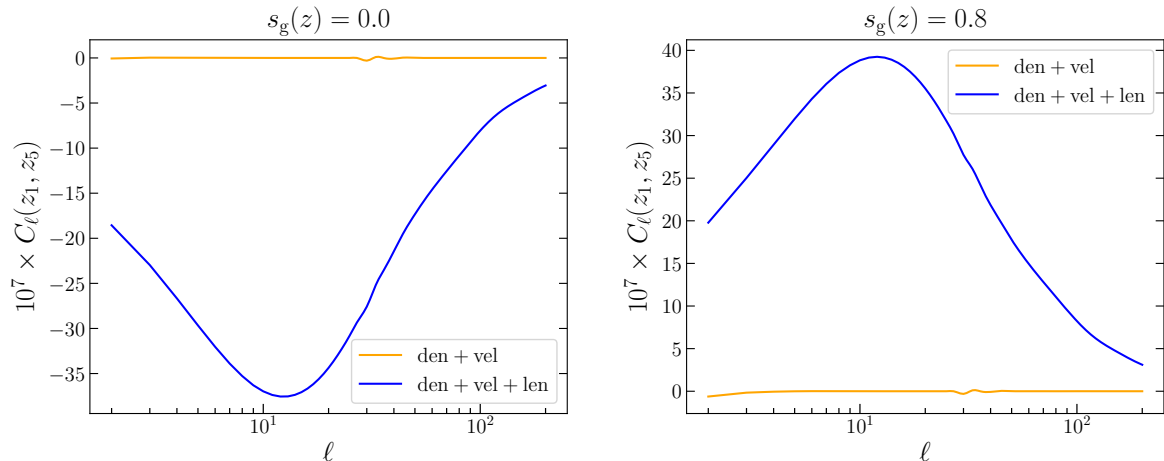 s_g(z) = 0.0
10^7 × C_ℓ(z_1, z_5)
0
−5
−10
−15
−20
−25
−30
−35
den + vel
den + vel + len
10^1
10^2
ℓ
s_g(z) = 0.8
10^7 × C_ℓ(z_1, z_5)
40
35
30
25
20
15
10
5
0
den + vel
den + vel + len
10^1
10^2
ℓ